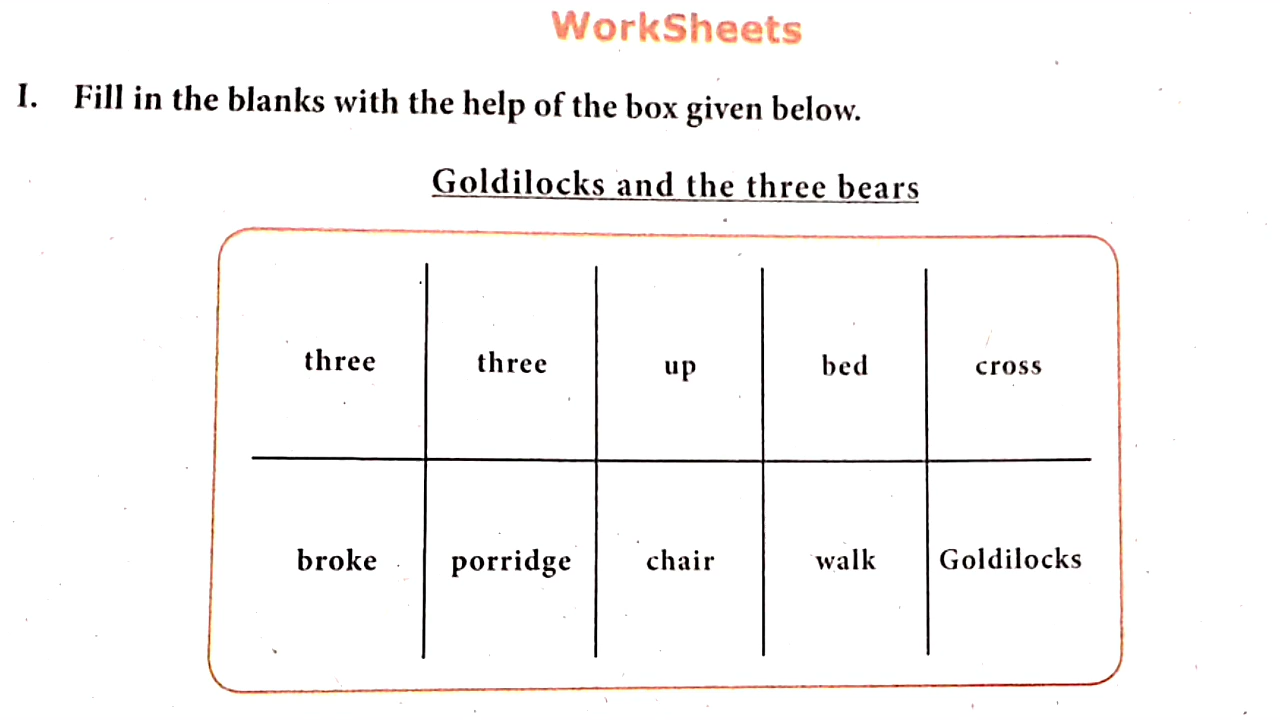 WorkSheets
I. Fill in the blanks with the help of the box given below.
Goldilocks and the three bears
three three up bed cross
broke porridge chair walk Goldilocks